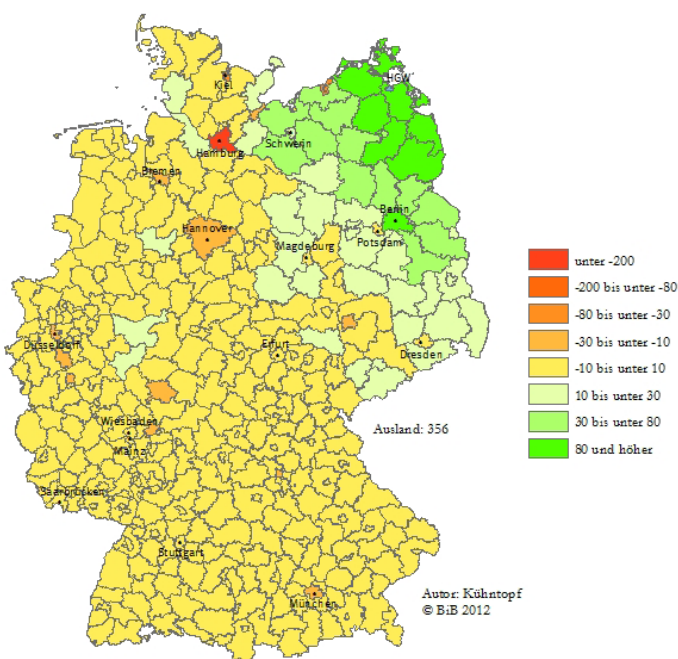 Kiel
HGW
Schwerin
Hamburg
Bremen
Berlin
Hannover
Potsdam
Magdeburg
Düsseldorf
Erfurt
Dresden
Wiesbaden
Mainz
Saarbrücken
Stuttgart
München
Ausland: 356
unter -200
-200 bis unter -80
-80 bis unter -30
-30 bis unter -10
-10 bis unter 10
10 bis unter 30
30 bis unter 80
80 und höher
Autor: Kühntopf
© BiB 2012